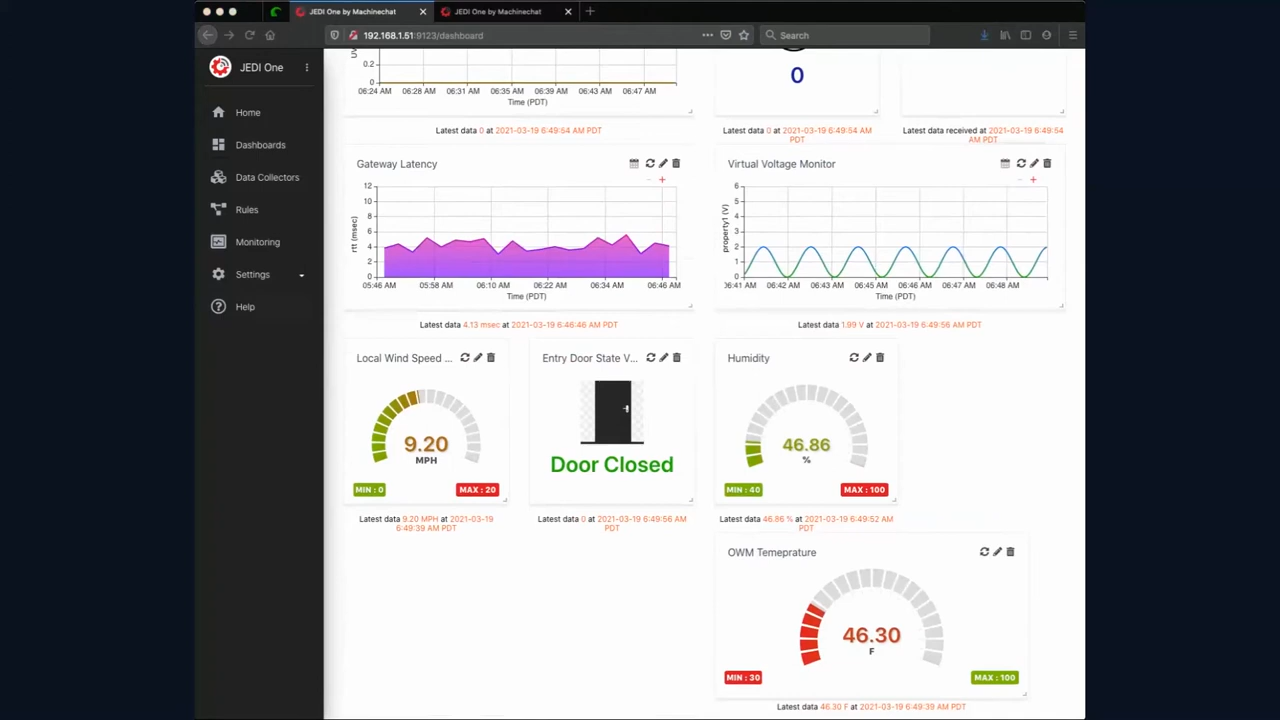 JEDI One by Machinechat
JEDI One by Machinechat
192.168.1.51:9123/dashboard
Search
JEDI One
Home
Dashboards
Data Collectors
Rules
Monitoring
Settings
Help
UV
0.2
0
06:24 AM 06:28 AM 06:31 AM 06:35 AM 06:39 AM 06:43 AM 06:47 AM
Time (PDT)
0
Latest data 0 at 2021-03-19 6:49:54 AM PDT
Latest data 0 at 2021-03-19 6:49:54 AM
PDT
Latest data received at 2021-03-19 6:49:54
AM PDT
Gateway Latency
rtt (msec)
12
10
8
6
4
2
0
05:46 AM 05:58 AM 06:10 AM 06:22 AM 06:34 AM 06:46 AM
Time (PDT)
Latest data 4.13 msec at 2021-03-19 6:46:46 AM PDT
Virtual Voltage Monitor
property1 (V)
6
5
4
3
2
1
0
06:41 AM 06:42 AM 06:43 AM 06:45 AM 06:46 AM 06:47 AM 06:48 AM
Time (PDT)
Latest data 1.99 V at 2021-03-19 6:49:56 AM PDT
Local Wind Speed ...
9.20
MPH
MIN : 0
MAX : 20
Latest data 9.20 MPH at 2021-03-19
6:49:39 AM PDT
Entry Door State V...
Door Closed
Latest data 0 at 2021-03-19 6:49:56 AM
PDT
Humidity
46.86
%
MIN : 40
MAX : 100
Latest data 46.86 % at 2021-03-19 6:49:52 AM
PDT
OWM Temeprature
46.30
F
MIN : 30
MAX : 100
Latest data 46.30 F at 2021-03-19 6:49:39 AM PDT